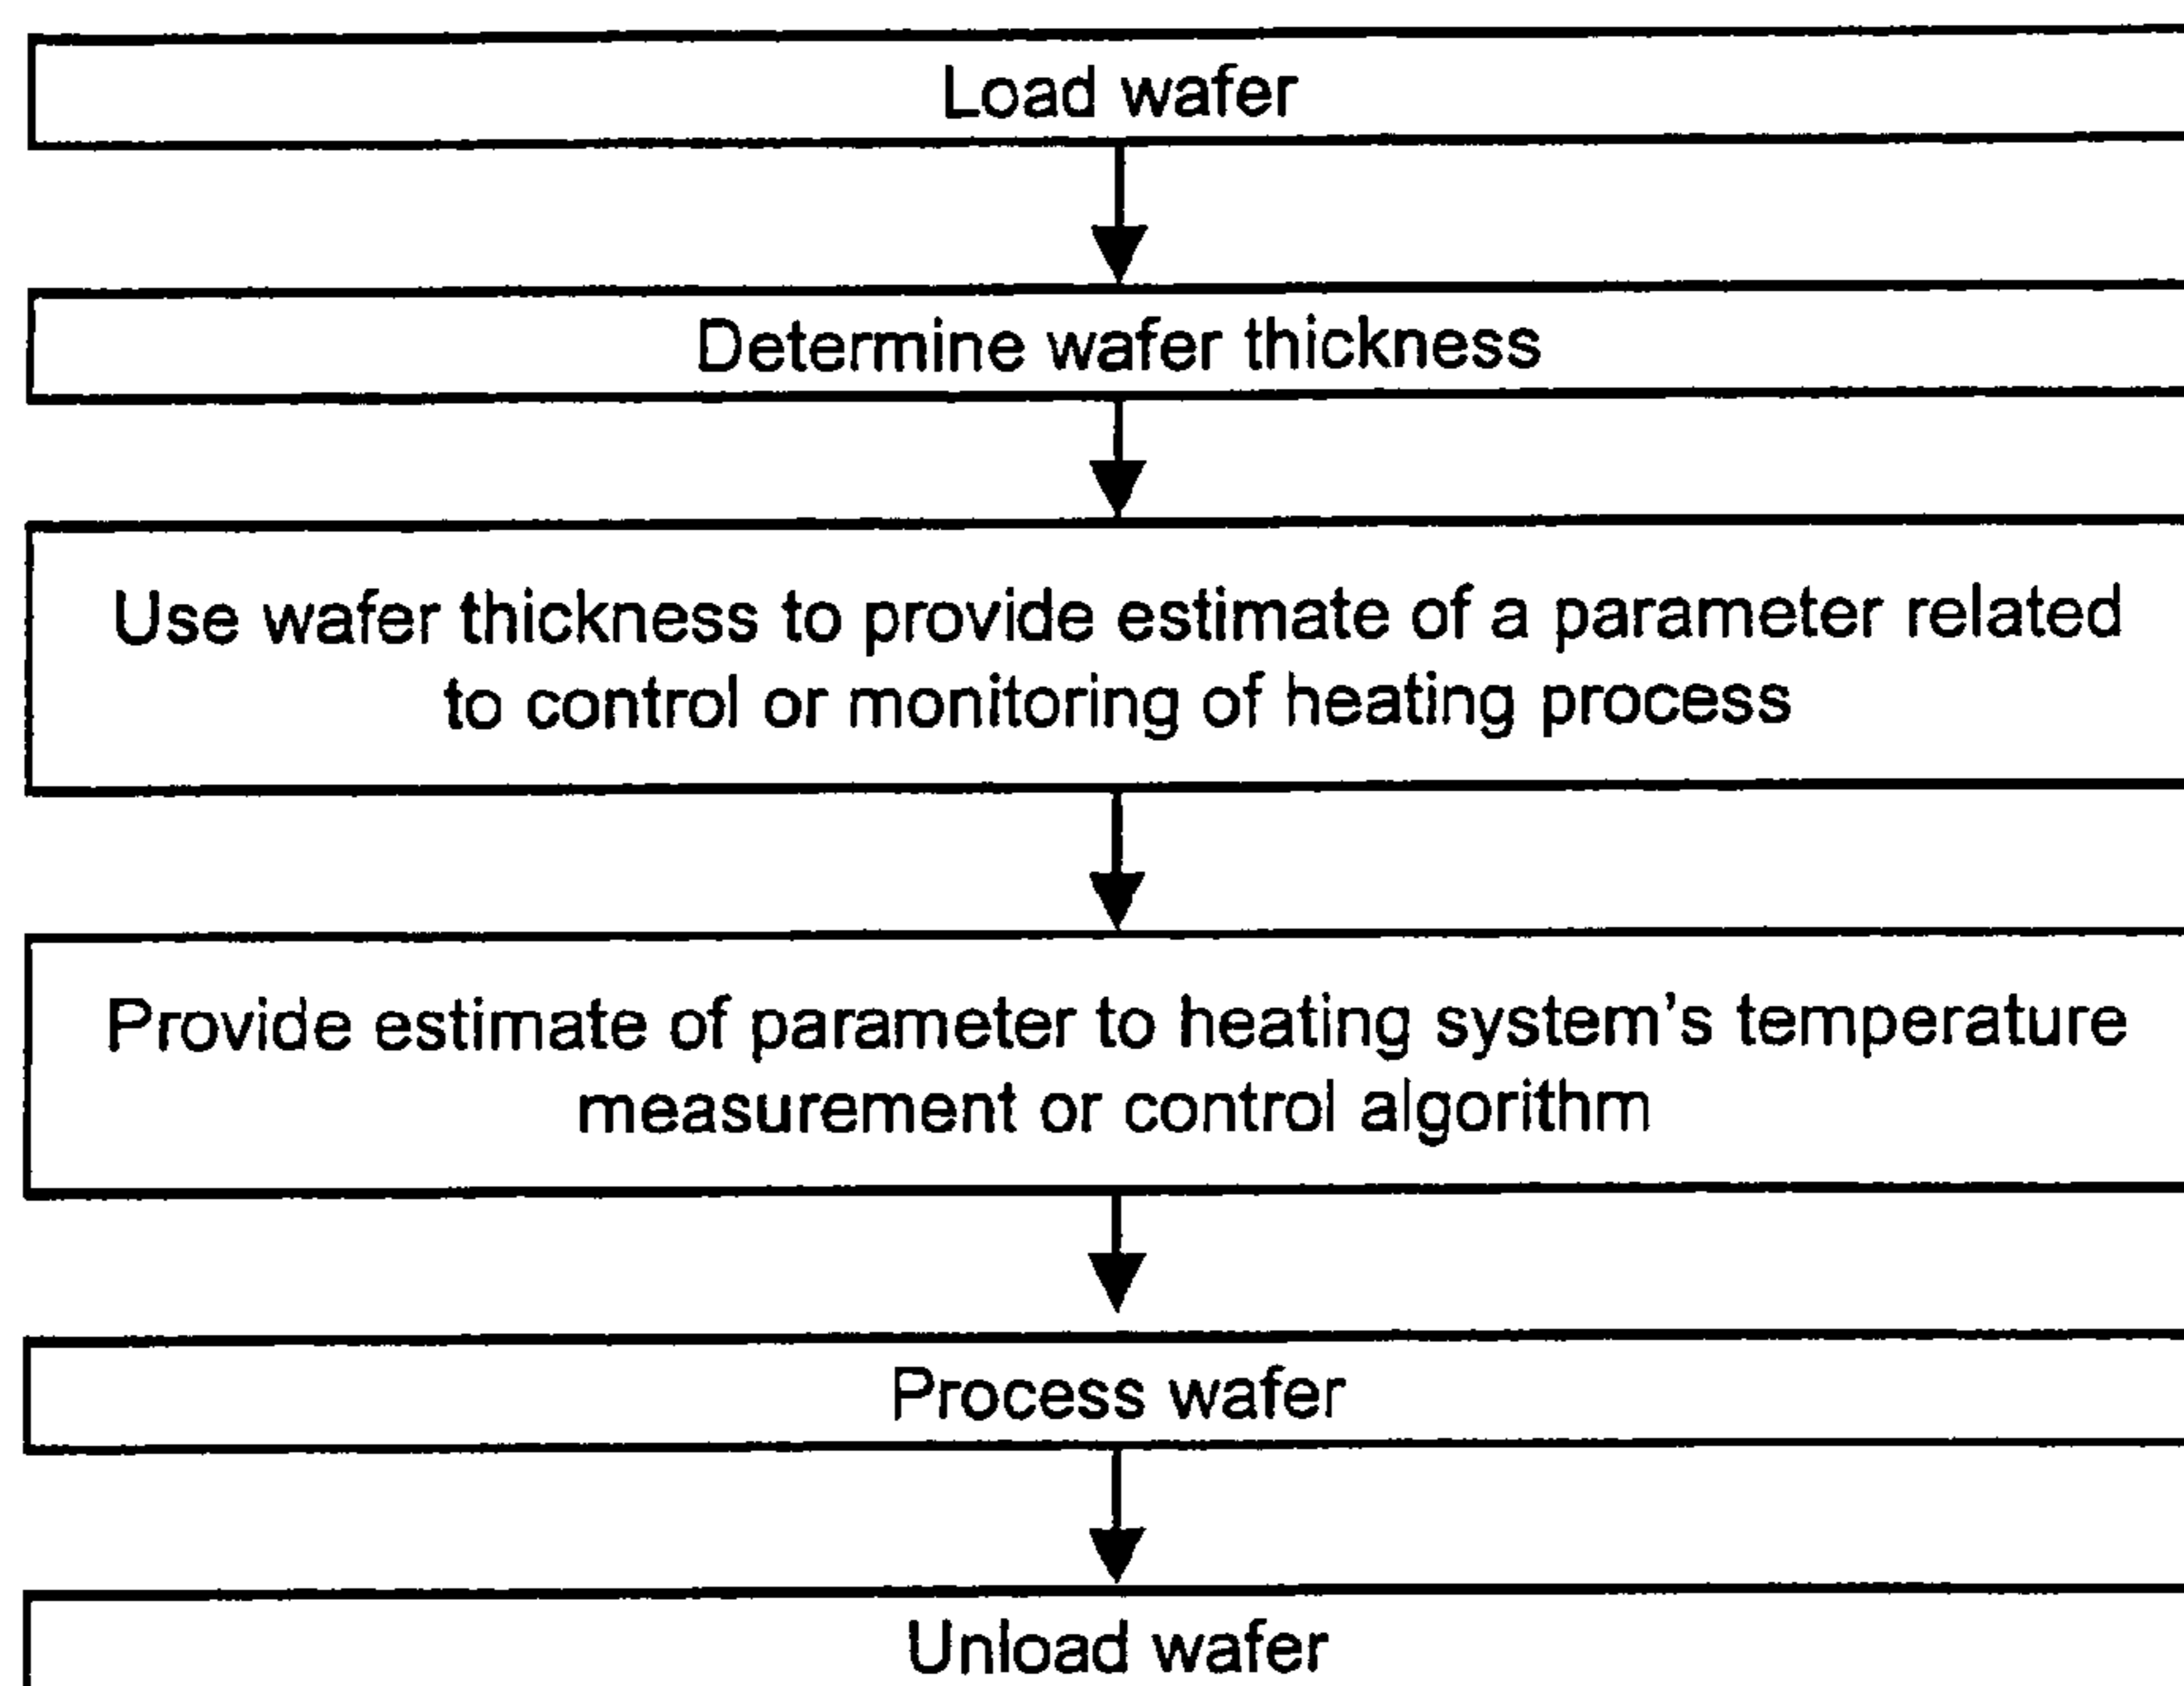 Load wafer
Determine wafer thickness
Use wafer thickness to provide estimate of a parameter related
to control or monitoring of heating process
Provide estimate of parameter to heating system's temperature
measurement or control algorithm
Process wafer
Unload wafer